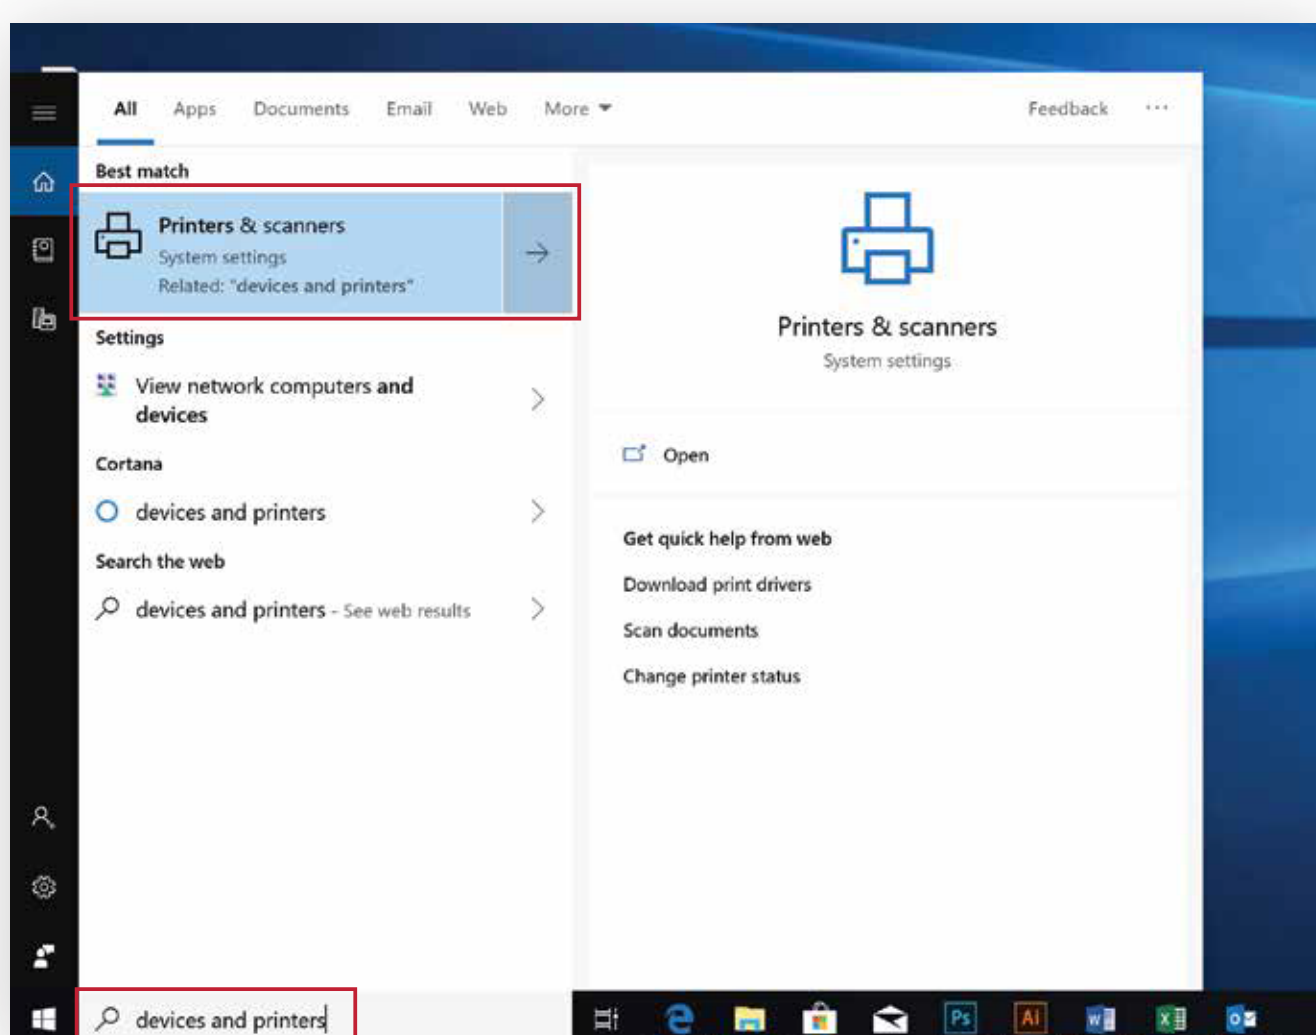 All Apps Documents Email Web More Feedback ...
Best match
Printers & scanners
System settings
Related: "devices and printers"
Settings
View network computers and
devices
Cortana
devices and printers
Search the web
devices and printers - See web results
Printers & scanners
System settings
Open
Get quick help from web
Download print drivers
Scan documents
Change printer status
devices and printers
Ps Ai W X O